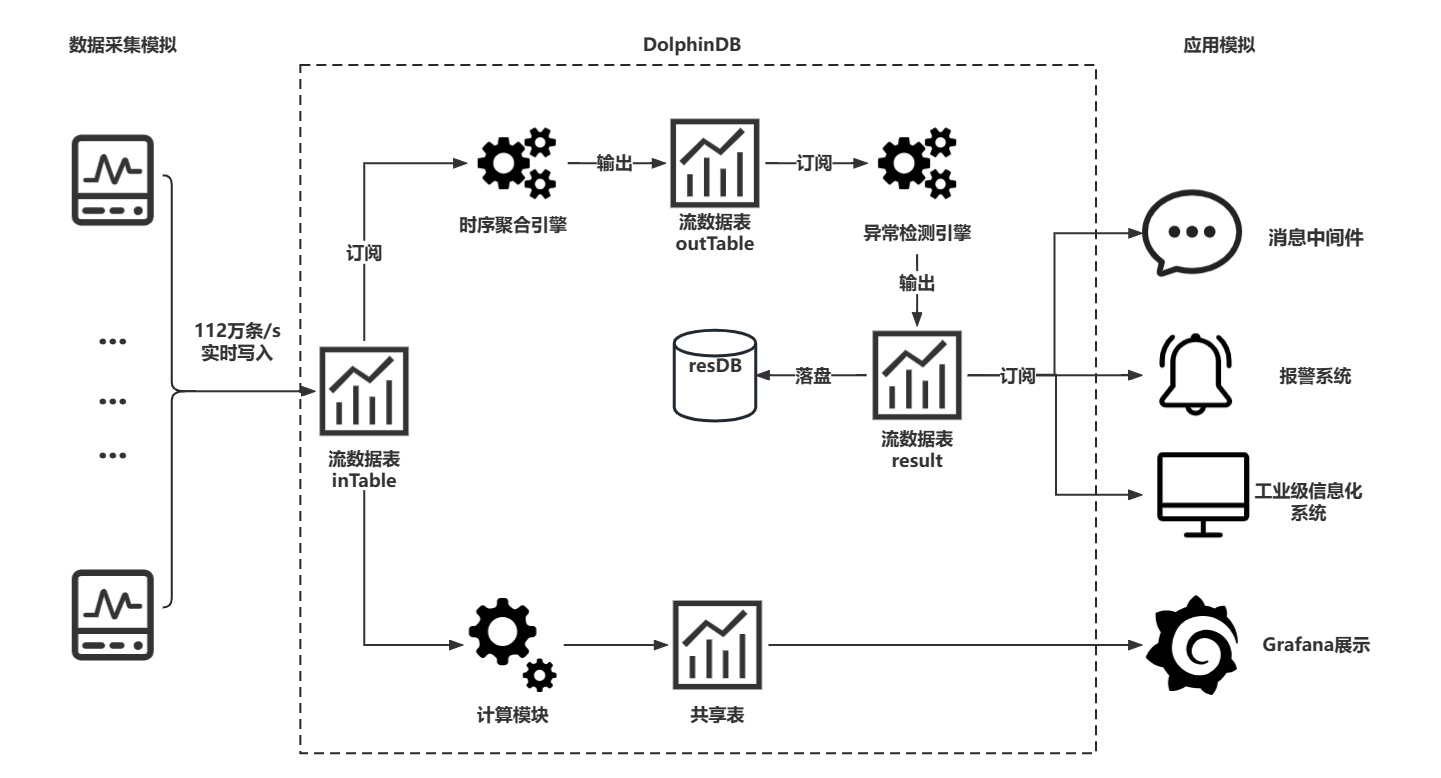 数据采集模拟
DolphinDB
应用模拟
输出
订阅
时序聚合引擎
流数据表
outTable
异常检测引擎
消息中间件
订阅
输出
112万条/s
实时写入
resDB
落盘
订阅
报警系统
流数据表
inTable
流数据表
result
工业级信息化
系统
Grafana展示
计算模块
共享表